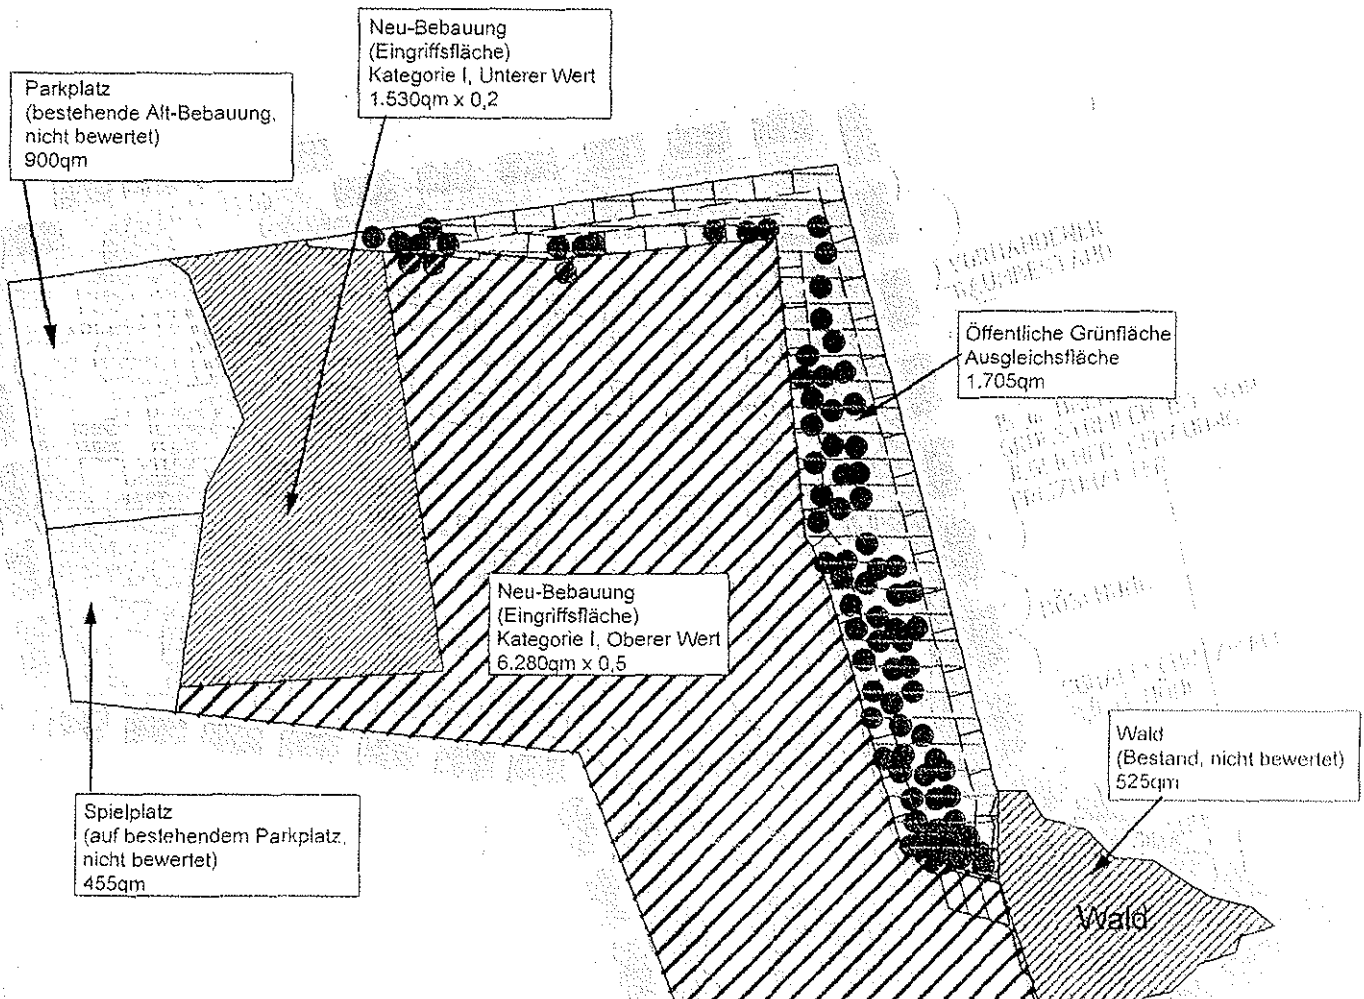 Neu-Bebauung
(Eingriffsfläche)
Kategorie I, Unterer Wert
1.530qm x 0,2
Parkplatz
(bestehende Alt-Bebauung,
nicht bewertet)
900qm
Öffentliche Grünfläche
Ausgleichsfläche
1.705qm
Neu-Bebauung
(Eingriffsfläche)
Kategorie I, Oberer Wert
6.280qm x 0,5
Wald
(Bestand, nicht bewertet)
525qm
Spielplatz
(auf bestehendem Parkplatz,
nicht bewertet)
455qm
Wald